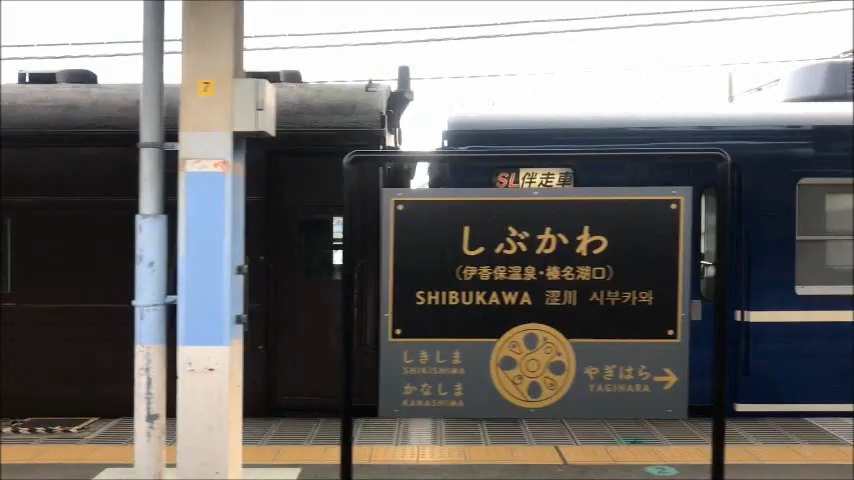 7
SL伴走車
しぶかわ
(伊香保温泉・榛名湖口)
SHIBUKAWA 涩川 시부카와
しきしま
SHIKISHIMA
やぎはら
YAGIHARA
かなしま
KANASHIMA
2